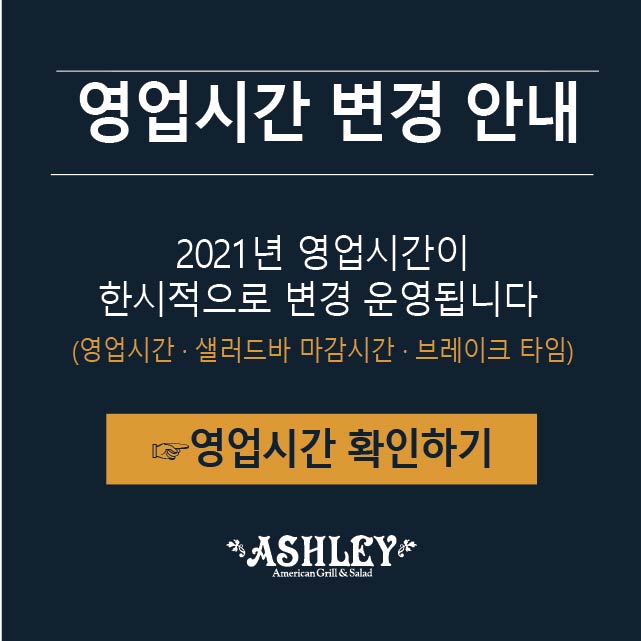 영업시간 변경 안내
2021년 영업시간이
한시적으로 변경 운영됩니다
(영업시간 · 샐러드바 마감시간 · 브레이크 타임)
☞영업시간 확인하기
ASHLEY
American Grill & Salad